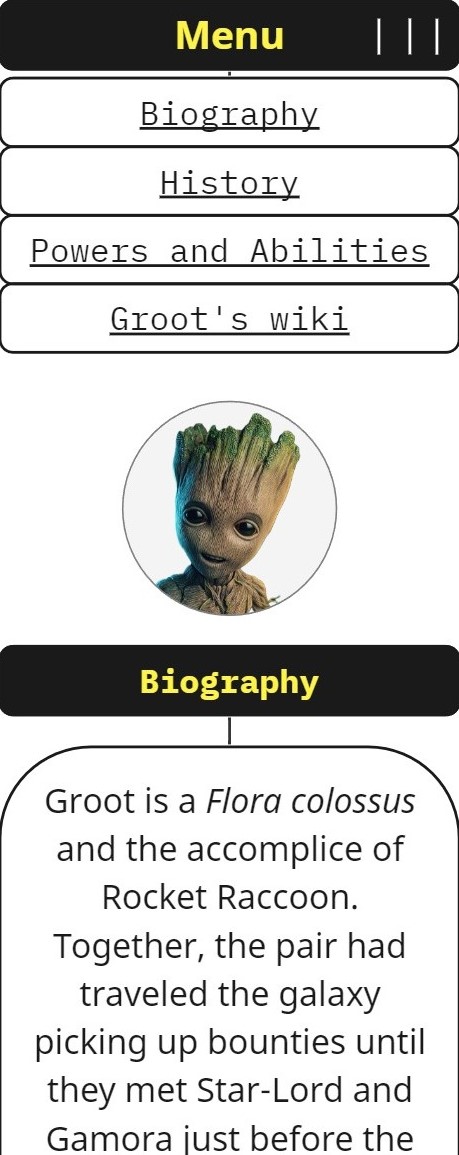 Menu
Biography
History
Powers and Abilities
Groot's wiki
Biography
Groot is a Flora colossus
and the accomplice of
Rocket Raccoon.
Together, the pair had
traveled the galaxy
picking up bounties until
they met Star-Lord and
Gamora just before the